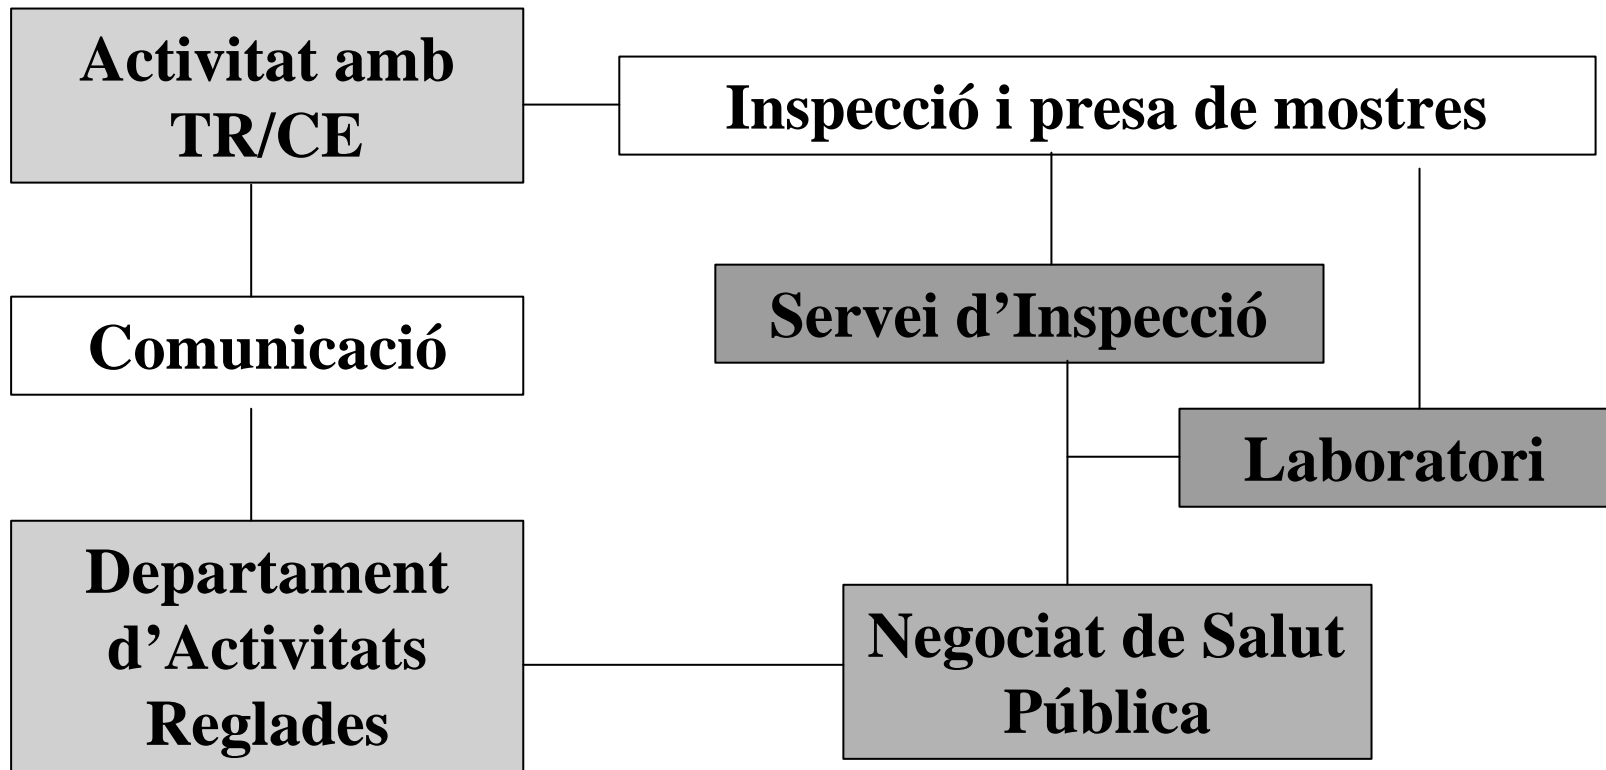 Activitat amb
TR/CE
Inspecció i presa de mostres
Servei d’Inspecció
Comunicació
Laboratori
Departament
d’Activitats
Reglades
Negociat de Salut
Pública